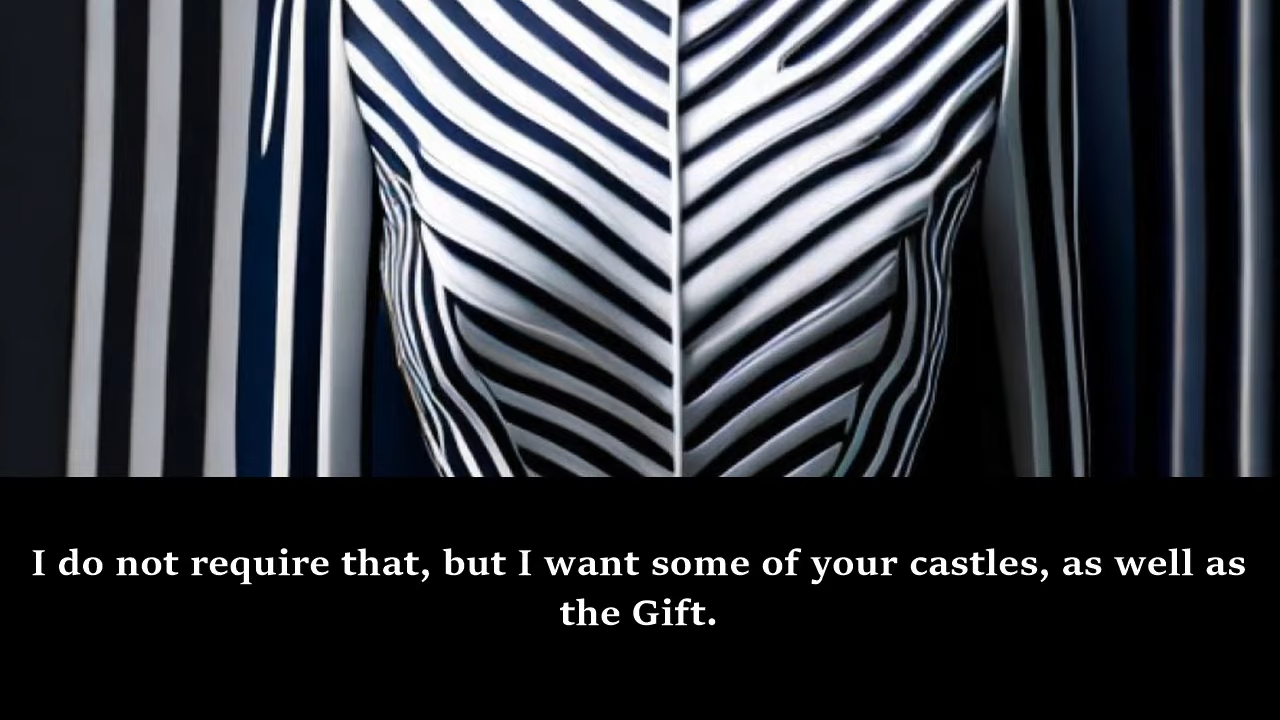 I do not require that, but I want some of your castles, as well as
the Gift.